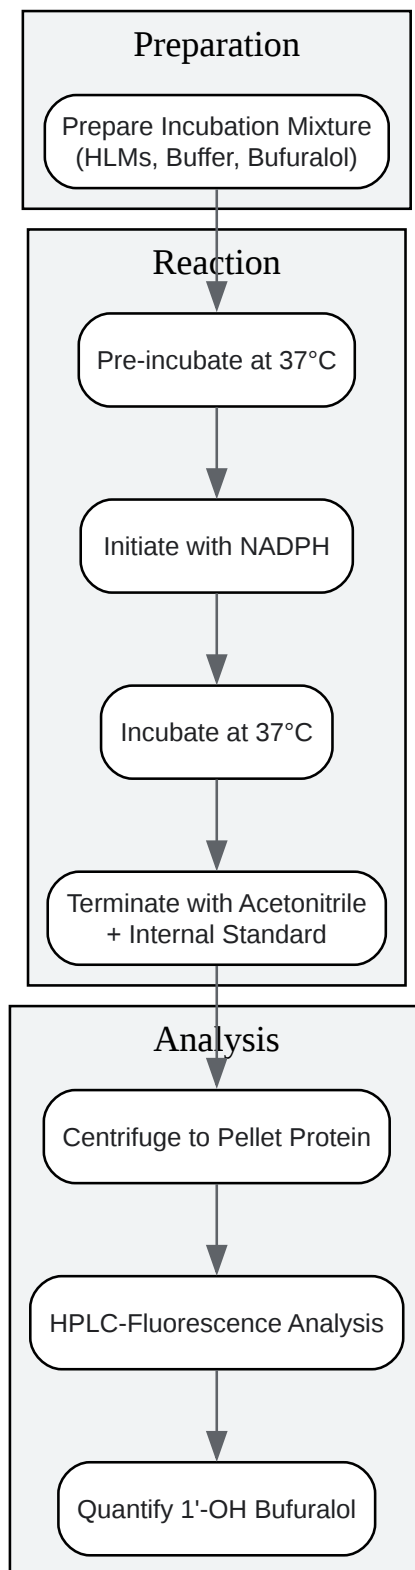 Preparation
Prepare Incubation Mixture
(HLMs, Buffer, Bufuralol)
Reaction
Pre-incubate at 37°C
Initiate with NADPH
Incubate at 37°C
Terminate with Acetonitrile
+ Internal Standard
Analysis
Centrifuge to Pellet Protein
HPLC-Fluorescence Analysis
Quantify 1'-OH Bufuralol